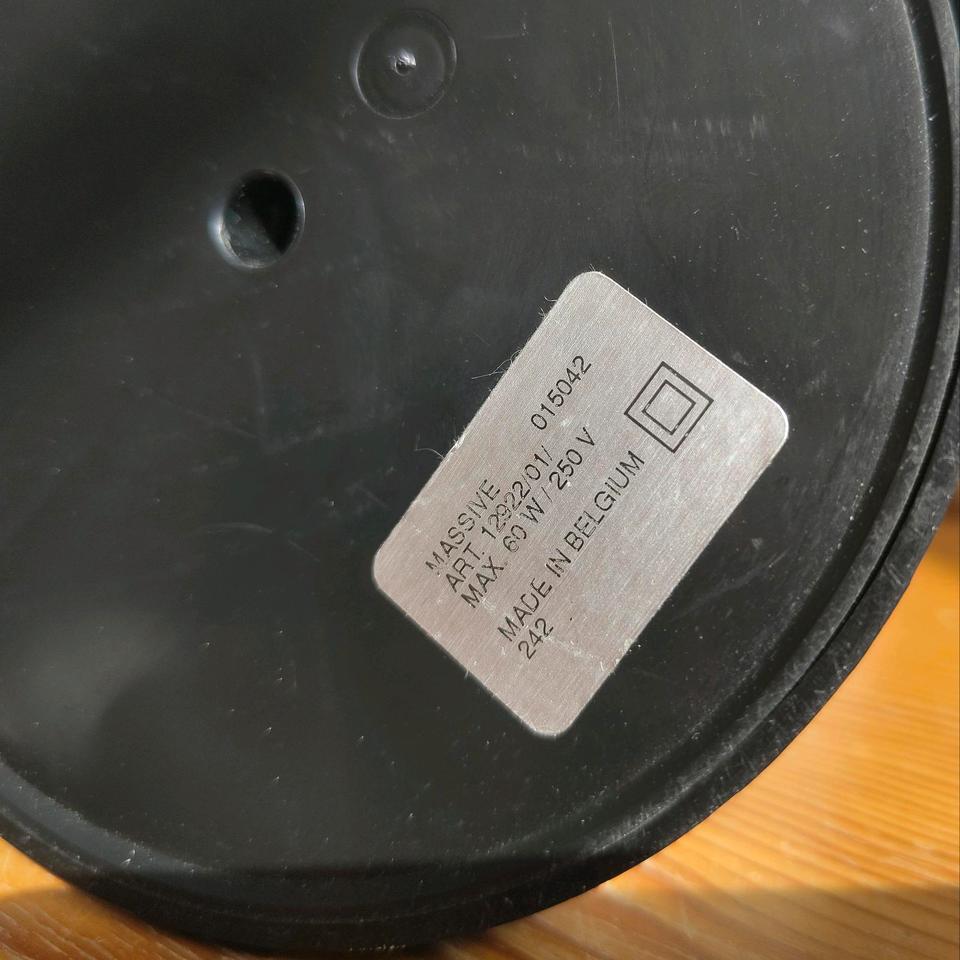 MASSIVE
ART. 12922/01/ 015042
MAX. 60 W / 250 V
MADE IN BELGIUM
242